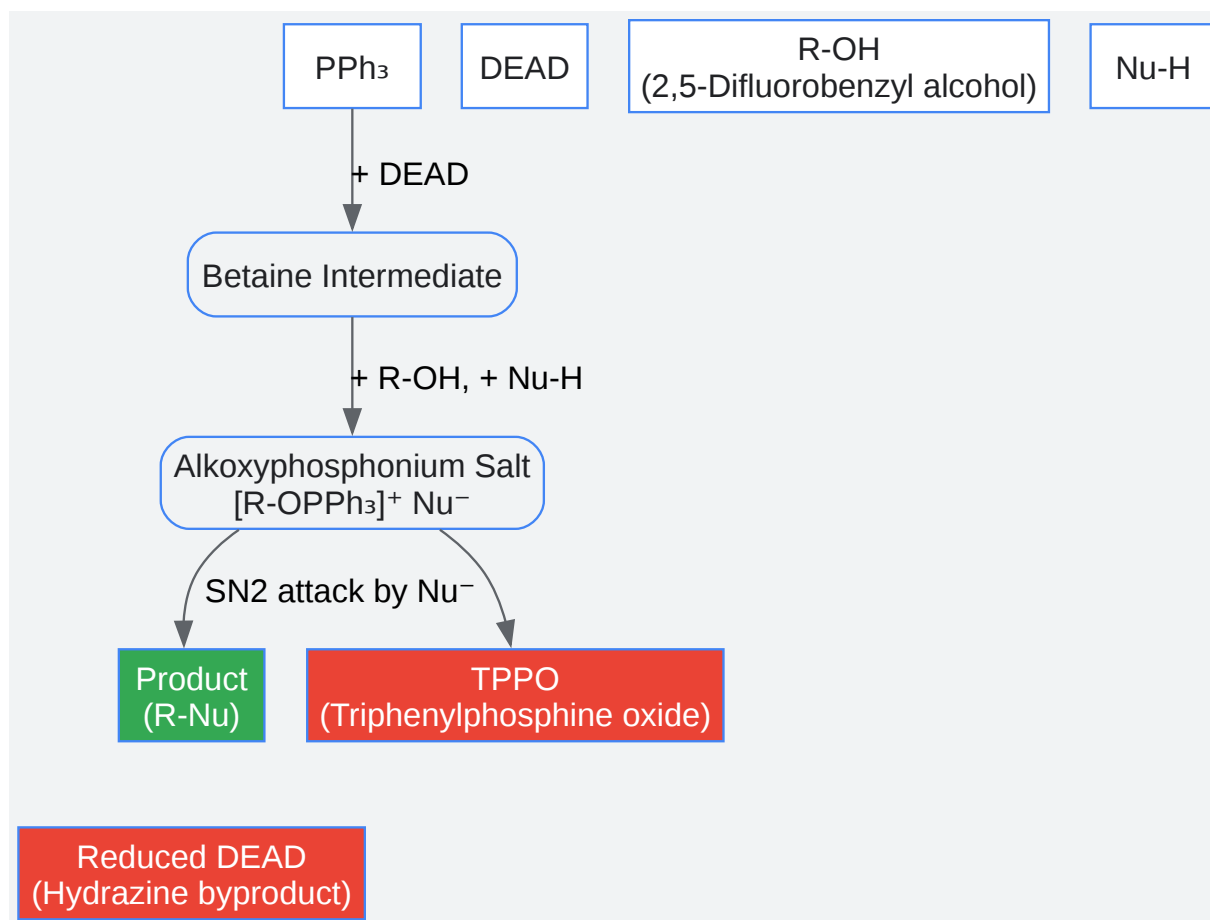 PPh₃
DEAD
R-OH
(2,5-Difluorobenzyl alcohol)
Nu-H
+ DEAD
Betaine Intermediate
+ R-OH, + Nu-H
Alkoxyphosphonium Salt
[R-OPPh₃]⁺ Nu⁻
SN2 attack by Nu⁻
Product
(R-Nu)
TPPO
(Triphenylphosphine oxide)
Reduced DEAD
(Hydrazine byproduct)